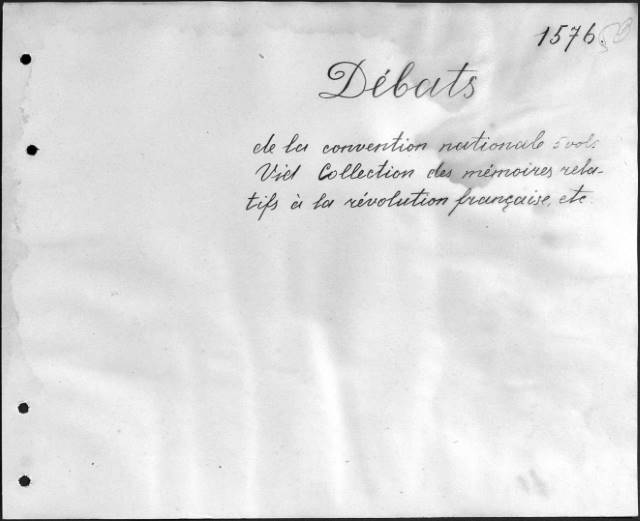 1576.
Débats
de la convention nationale 5 vols
Vid Collection des mémoires rela-
tifs à la révolution française, etc.